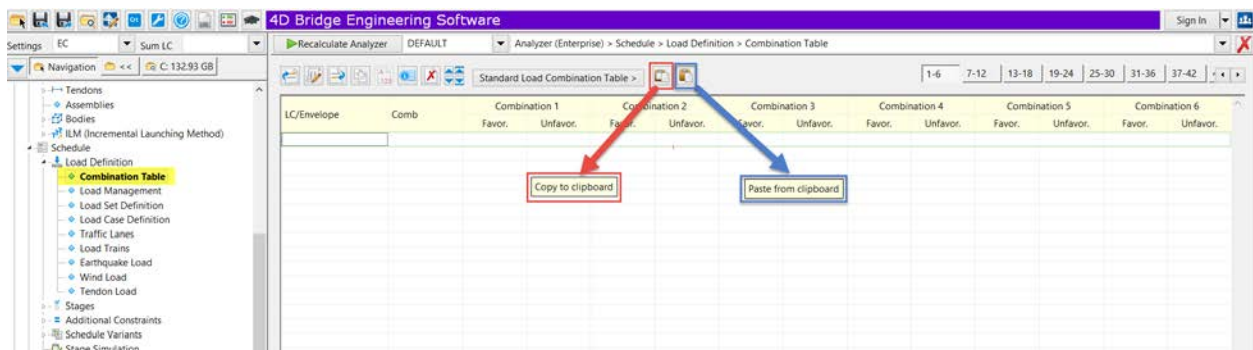 4D Bridge Engineering Software
Sign In
Settings EC Sum LC
Recalculate Analyzer DEFAULT Analyzer (Enterprise) > Schedule > Load Definition > Combination Table
Navigation << C: 132.93 GB
Standard Load Combination Table > 1-6 7-12 13-18 19-24 25-30 31-36 37-42
Tendons
Assemblies
Bodies
ILM (Incremental Launching Method)
Schedule
Load Definition
Combination Table
Load Management
Load Set Definition
Load Case Definition
Traffic Lanes
Load Trains
Earthquake Load
Wind Load
Tendon Load
Stages
Additional Constraints
Schedule Variants
Stage Simulation
LC/Envelope Comb Combination 1 Combination 2 Combination 3 Combination 4 Combination 5 Combination 6
Favor. Unfavor. Favor. Unfavor. Favor. Unfavor. Favor. Unfavor. Favor. Unfavor. Favor. Unfavor.
Copy to clipboard
Paste from clipboard